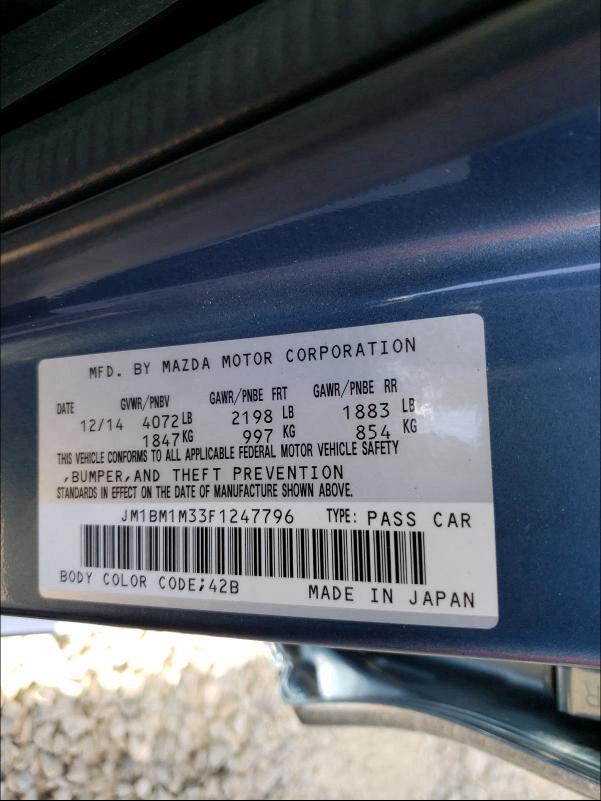 MFD. BY MAZDA MOTOR CORPORATION
DATE GVWR/PNBV GAWR/PNBE FRT GAWR/PNBE RR
12/14 4072LB 2198 LB 1883 LB
1847KG 997 KG 854 KG
THIS VEHICLE CONFORMS TO ALL APPLICABLE FEDERAL MOTOR VEHICLE SAFETY
,BUMPER,AND THEFT PREVENTION
STANDARDS IN EFFECT ON THE DATE OF MANUFACTURE SHOWN ABOVE.
JM1BM1M33F1247796 TYPE: PASS CAR
BODY COLOR CODE;42B MADE IN JAPAN